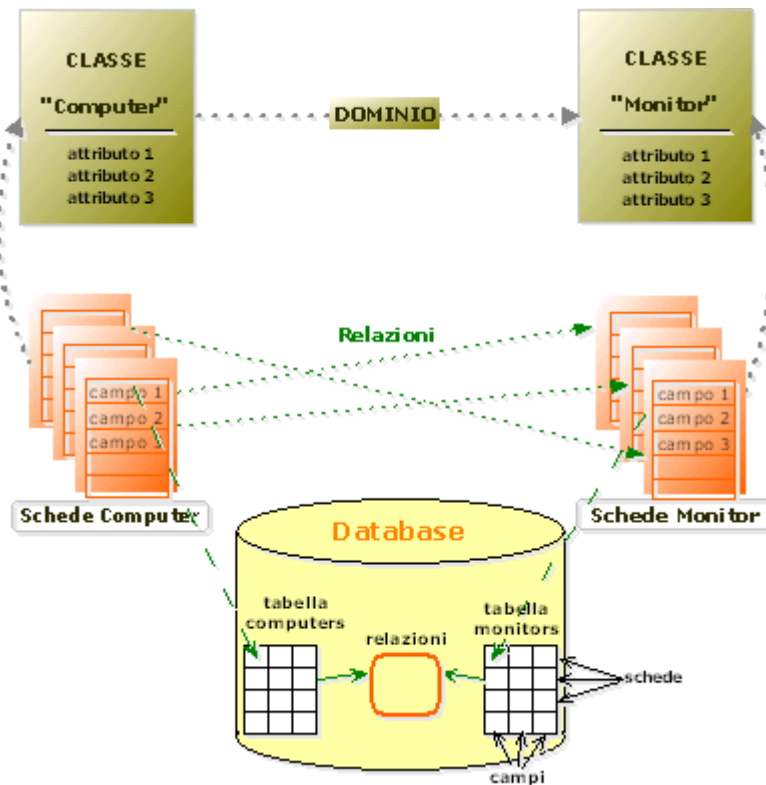 CLASSE
"Computer"
attributo 1
attributo 2
attributo 3
DOMINIO
CLASSE
"Monitor"
attributo 1
attributo 2
attributo 3
Relazioni
campo 1
campo 2
campo 3
Schede Computer
campo 1
campo 2
campo 3
Schede Monitor
Database
tabella
computers
relazioni
tabella
monitors
schede
campi